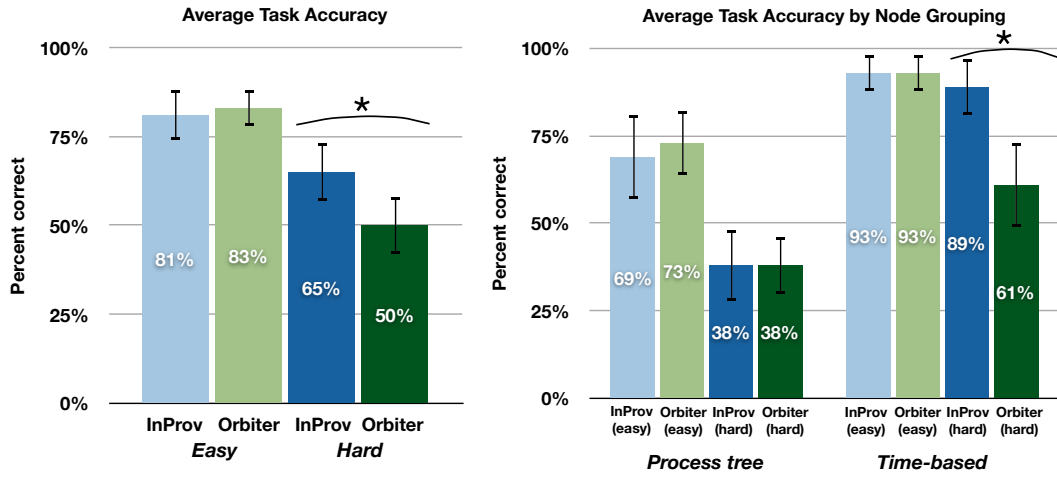 Average Task Accuracy
Percent correct
100%
75%
50%
25%
0%
*
81%
83%
65%
50%
InProv Orbiter InProv Orbiter
Easy Hard
Average Task Accuracy by Node Grouping
Percent correct
100%
75%
50%
25%
0%
*
69%
73%
38%
38%
93%
93%
89%
61%
InProv Orbiter InProv Orbiter InProv Orbiter InProv Orbiter
(easy) (easy) (hard) (hard) (easy) (easy) (hard) (hard)
Process tree Time-based